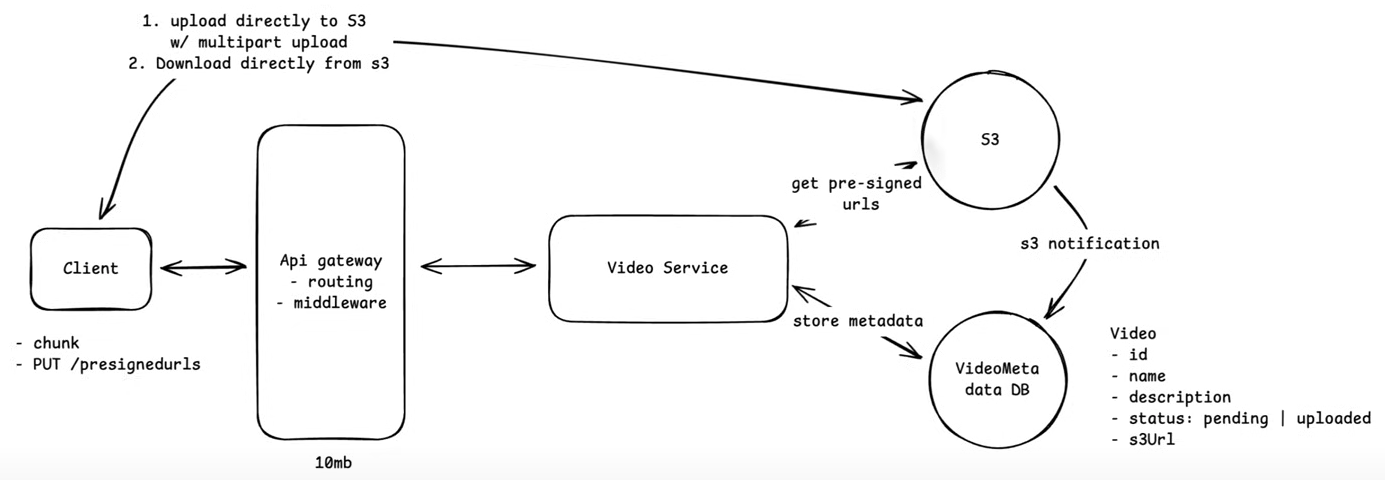 1. upload directly to S3
w/ multipart upload
2. Download directly from s3
S3
get pre-signed
urls
s3 notification
Client
Api gateway
- routing
- middleware
Video Service
store metadata
- chunk
- PUT /presignedurls
VideoMeta
data DB
Video
- id
- name
- description
- status: pending | uploaded
- s3Url
10mb